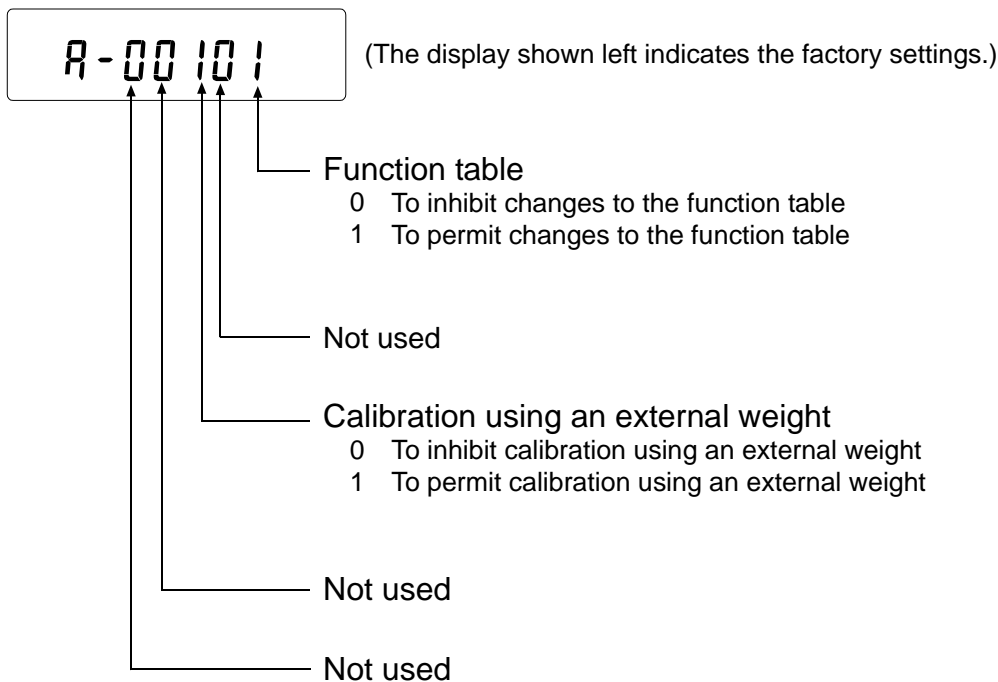 A-00101
(The display shown left indicates the factory settings.)
Function table
0 To inhibit changes to the function table
1 To permit changes to the function table
Not used
Calibration using an external weight
0 To inhibit calibration using an external weight
1 To permit calibration using an external weight
Not used
Not used